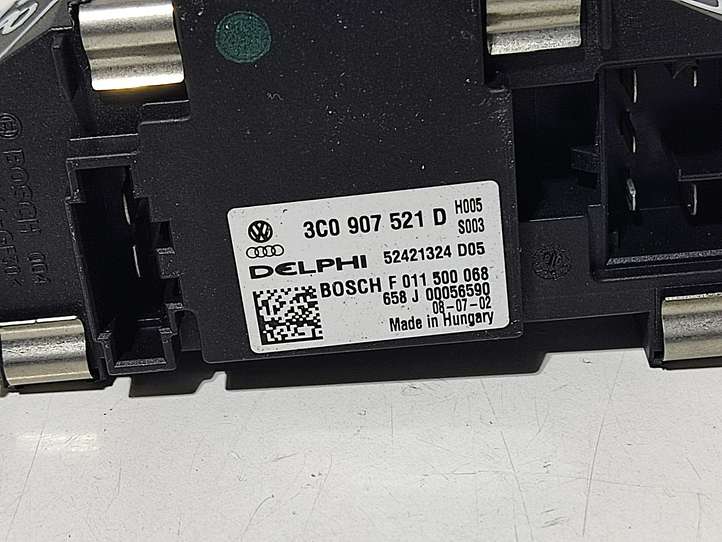 3C0 907 521 D H005
S003
DELPHI 52421324 D05
BOSCH F 011 500 068
658 J 00056590
08-07-02
Made in Hungary
BOSCH 004